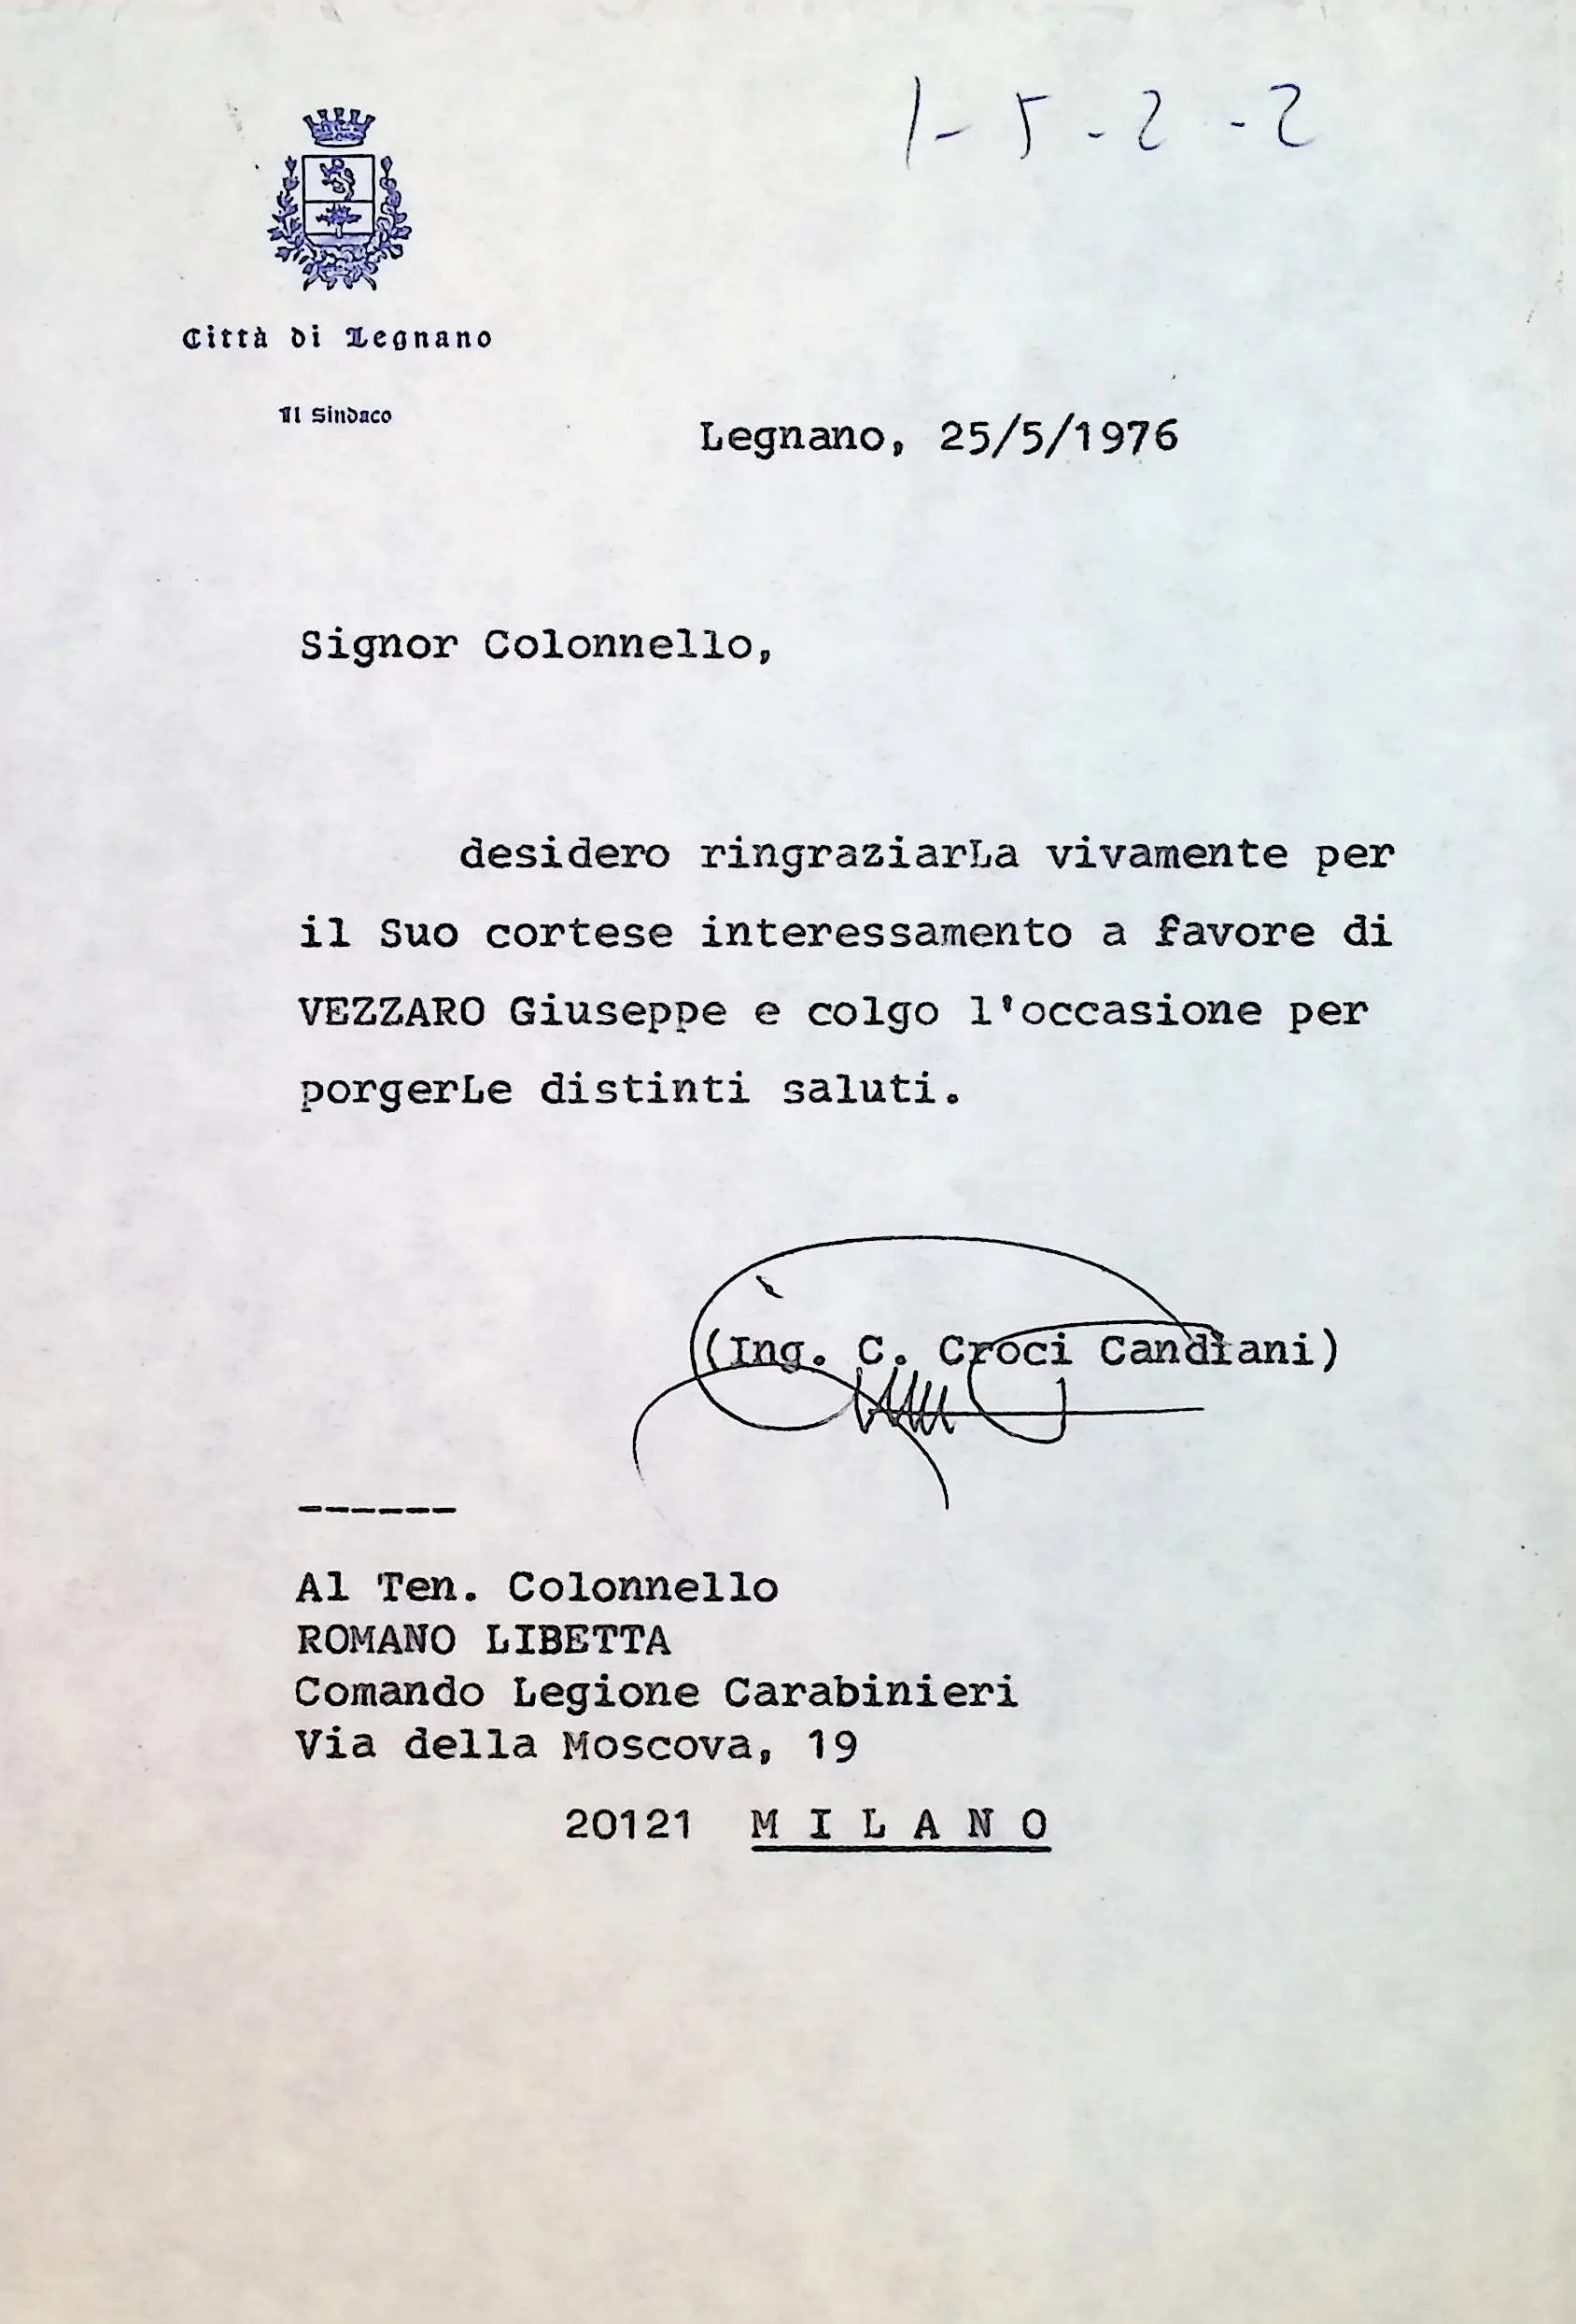 1-5-2-2
Città di Legnano
Il Sindaco
Legnano, 25/5/1976
Signor Colonnello,
desidero ringraziarLa vivamente per
il Suo cortese interessamento a favore di
VEZZARO Giuseppe e colgo l'occasione per
porgerLe distinti saluti.
(Ing. C. Croci Candiani)
------
Al Ten. Colonnello
ROMANO LIBETTA
Comando Legione Carabinieri
Via della Moscova, 19
20121 M I L A N O